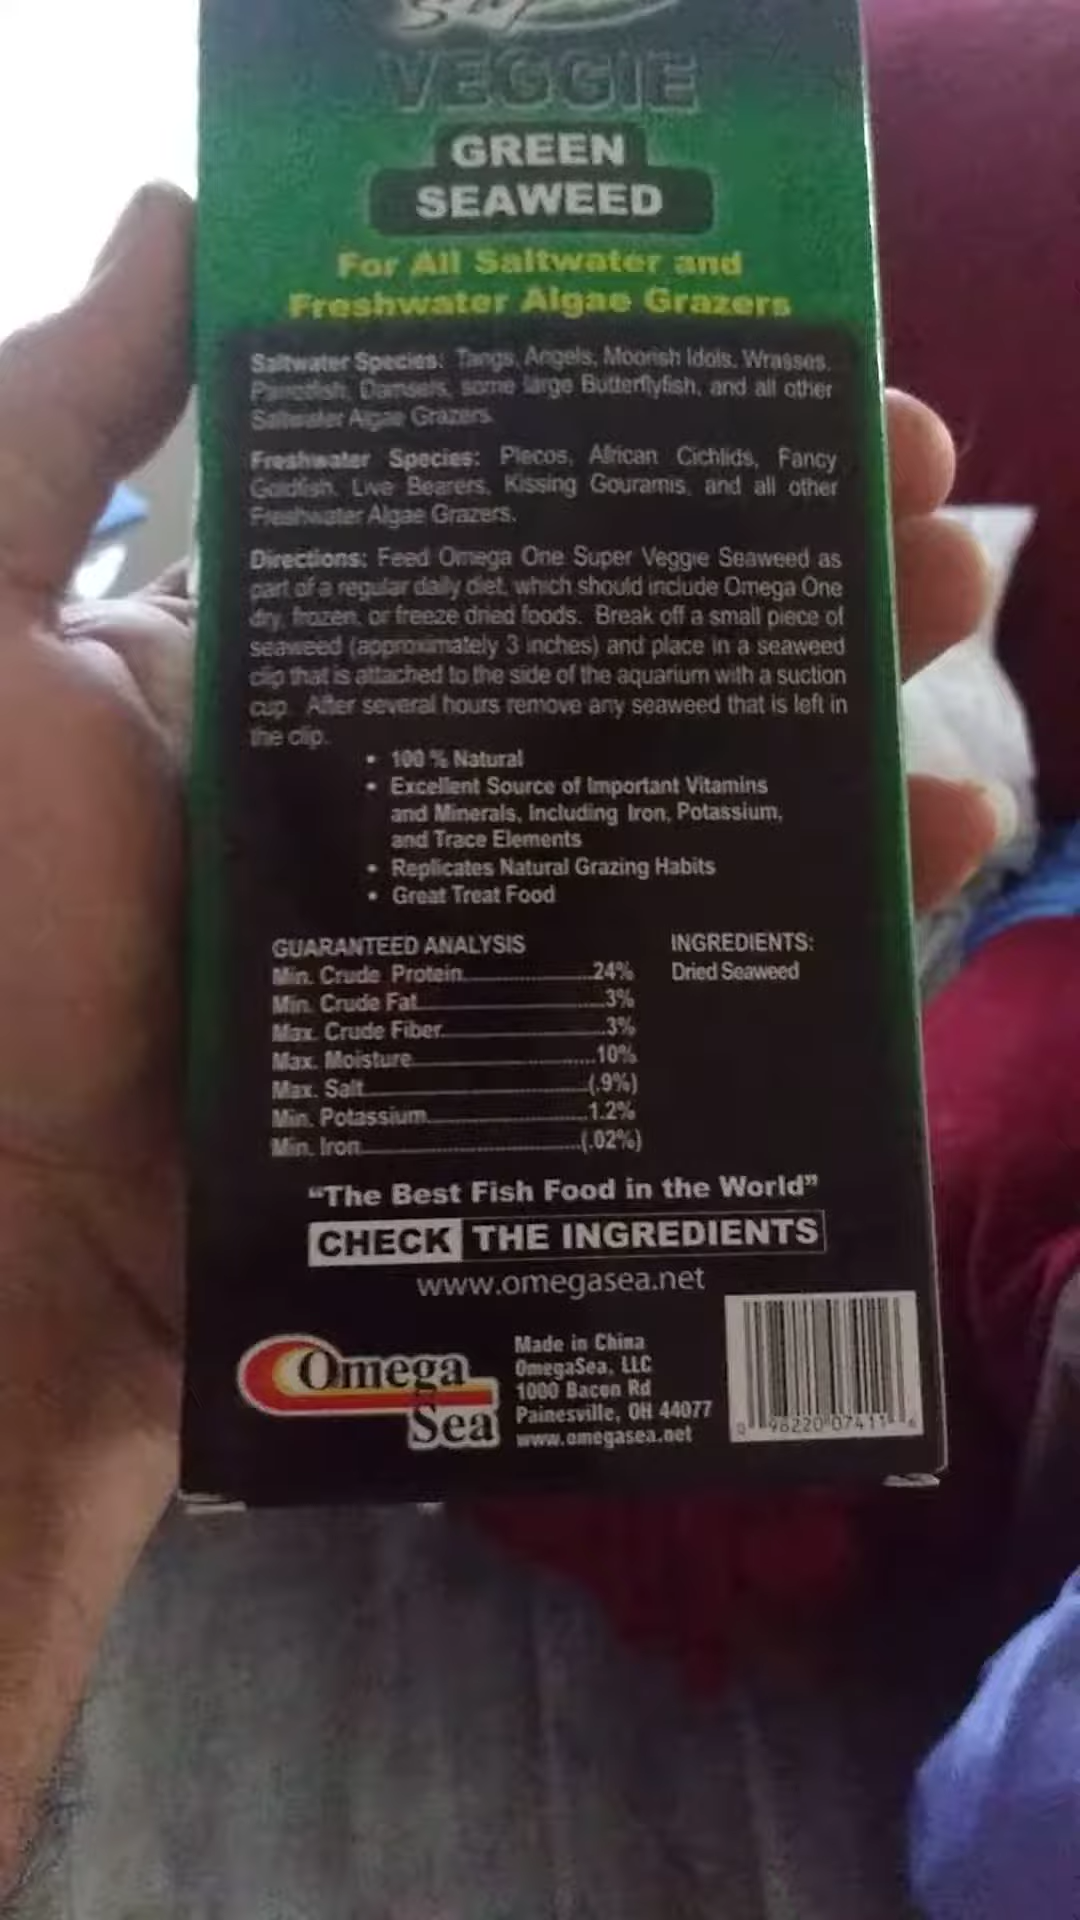 VEGGIE
GREEN
SEAWEED
For All Saltwater and
Freshwater Algae Grazers
Saltwater Species: Tangs, Angels, Moorish Idols, Wrasses,
Parrotfish, Damsels, some large Butterflyfish, and all other
Saltwater Algae Grazers.
Freshwater Species: Plecos, African Cichlids, Fancy
Goldfish, Live Bearers, Kissing Gouramis, and all other
Freshwater Algae Grazers.
Directions: Feed Omega One Super Veggie Seaweed as
part of a regular daily diet, which should include Omega One
dry, frozen, or freeze dried foods. Break off a small piece of
seaweed (approximately 3 inches) and place in a seaweed
clip that is attached to the side of the aquarium with a suction
cup. After several hours remove any seaweed that is left in
the clip.
• 100 % Natural
• Excellent Source of Important Vitamins
and Minerals, Including Iron, Potassium,
and Trace Elements
• Replicates Natural Grazing Habits
• Great Treat Food
GUARANTEED ANALYSIS
Min. Crude Protein..................24%
Min. Crude Fat..................3%
Max. Crude Fiber..................3%
Max. Moisture..................10%
Max. Salt..................(.9%)
Min. Potassium..................1.2%
Min. Iron..................(.02%)
INGREDIENTS:
Dried Seaweed
“The Best Fish Food in the World”
CHECK THE INGREDIENTS
www.omegasea.net
Omega
Sea
Made in China
OmegaSea, LLC
1000 Bacon Rd
Painesville, OH 44077
www.omegasea.net